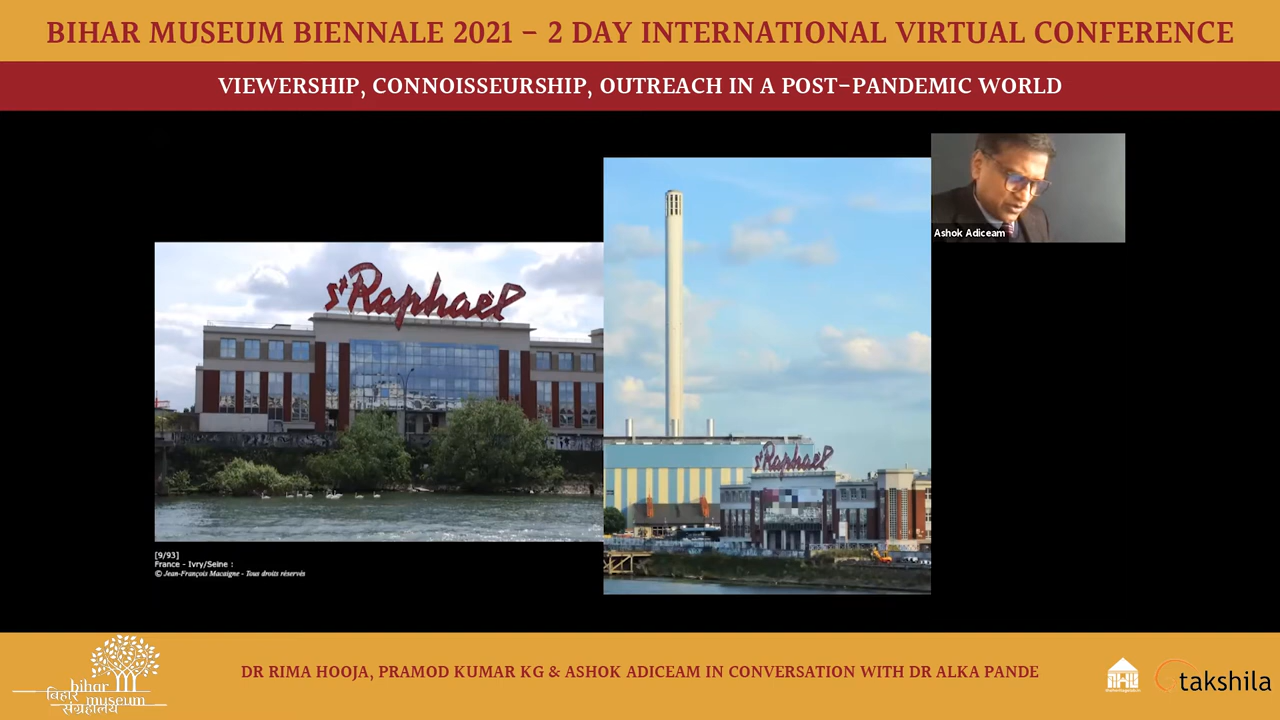 BIHAR MUSEUM BIENNALE 2021 – 2 DAY INTERNATIONAL VIRTUAL CONFERENCE
VIEWERSHIP, CONNOISSEURSHIP, OUTREACH IN A POST-PANDEMIC WORLD
Ashok Adiceam
St Raphaël
St Raphaël
[9/93]
France - Ivry/Seine :
© Jean-François Macaigne - Tous droits réservés
DR RIMA HOOJA, PRAMOD KUMAR KG & ASHOK ADICEAM IN CONVERSATION WITH DR ALKA PANDE
bihar
बिहार museum
संग्रहालय
takshila